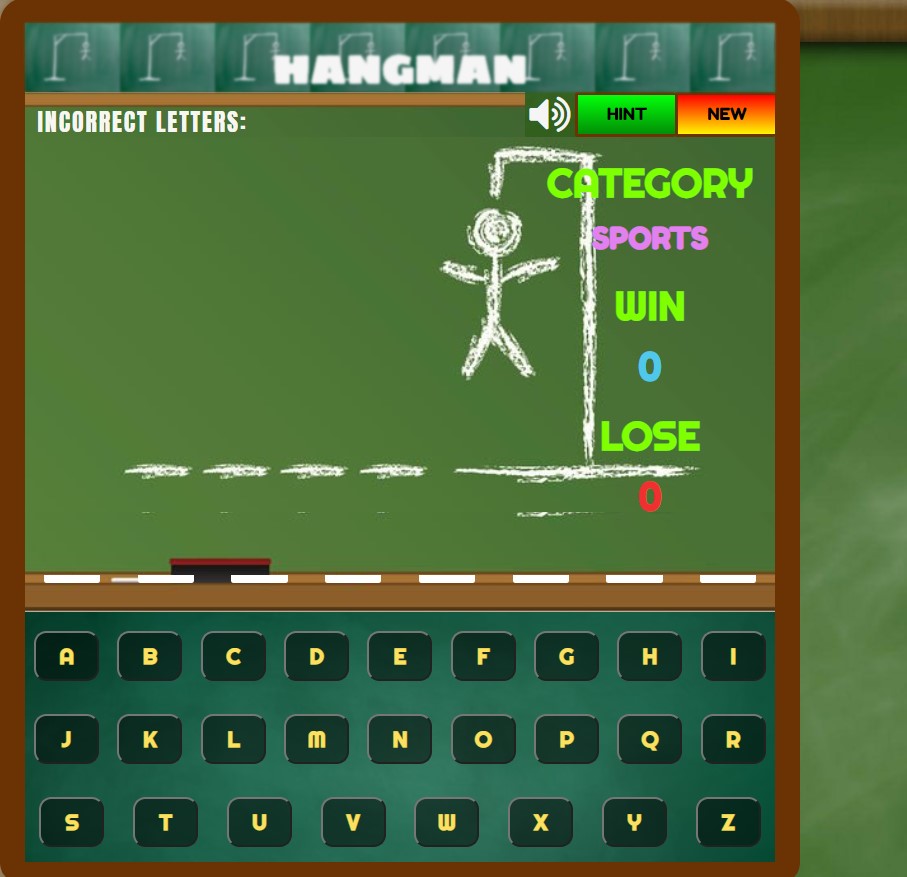 HANGMAN
INCORRECT LETTERS:
HINT NEW
CATEGORY
SPORTS
WIN
0
LOSE
0
A B C D E F G H I
J K L M N O P Q R
S T U V W X Y Z